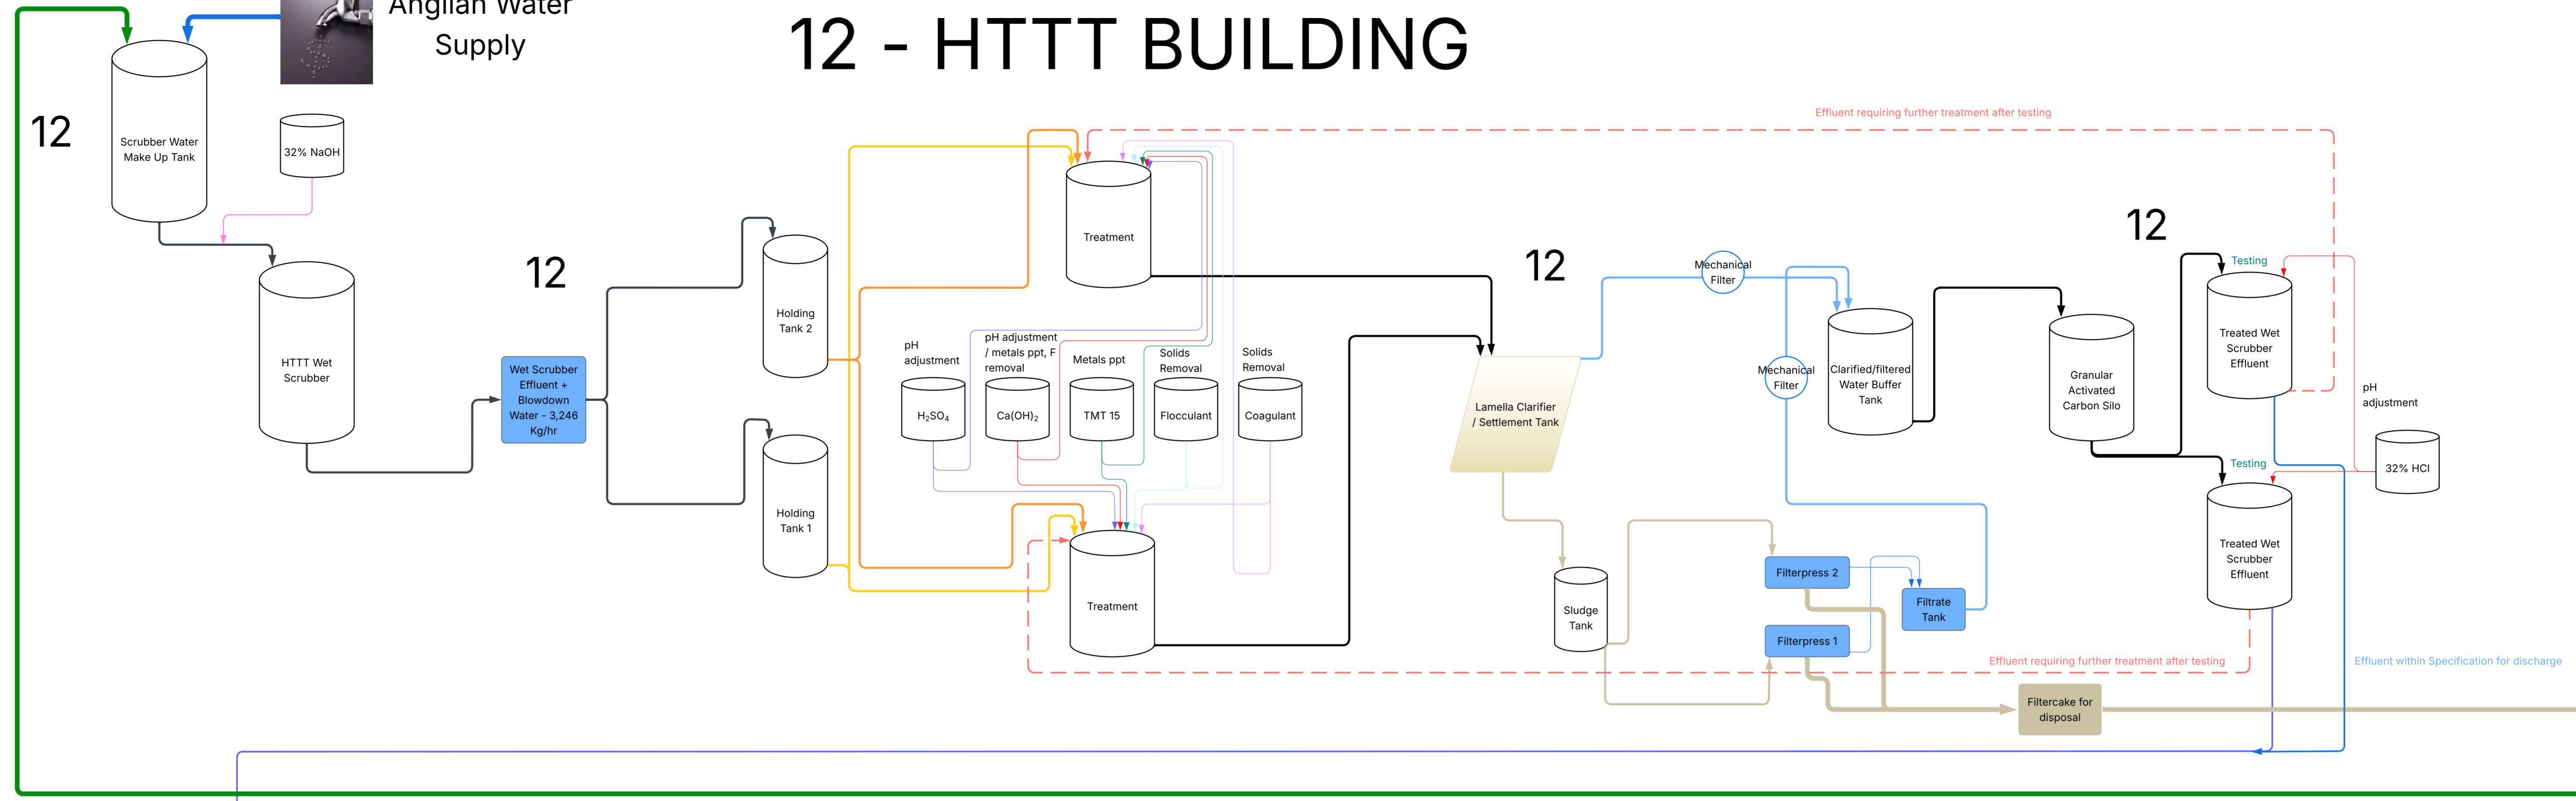 Anglian Water
Supply
12 - HTTT BUILDING
12
Scrubber Water
Make Up Tank
32% NaOH
HTTT Wet
Scrubber
12
Wet Scrubber
Effluent +
Blowdown
Water - 3,246
Kg/hr
Holding
Tank 2
Holding
Tank 1
Treatment
pH
adjustment
pH adjustment
/ metals ppt, F
removal
Metals ppt
Solids
Removal
Solids
Removal
H₂SO₄
Ca(OH)₂
TMT 15
Flocculant
Coagulant
Treatment
Effluent requiring further treatment after testing
12
Lamella Clarifier
/ Settlement Tank
Mechanical
Filter
Mechanical
Filter
Clarified/filtered
Water Buffer
Tank
Granular
Activated
Carbon Silo
12
Testing
Treated Wet
Scrubber
Effluent
pH
adjustment
32% HCl
Testing
Treated Wet
Scrubber
Effluent
Sludge
Tank
Filterpress 2
Filterpress 1
Filtrate
Tank
Effluent requiring further treatment after testing
Effluent within Specification for discharge
Filtercake for
disposal